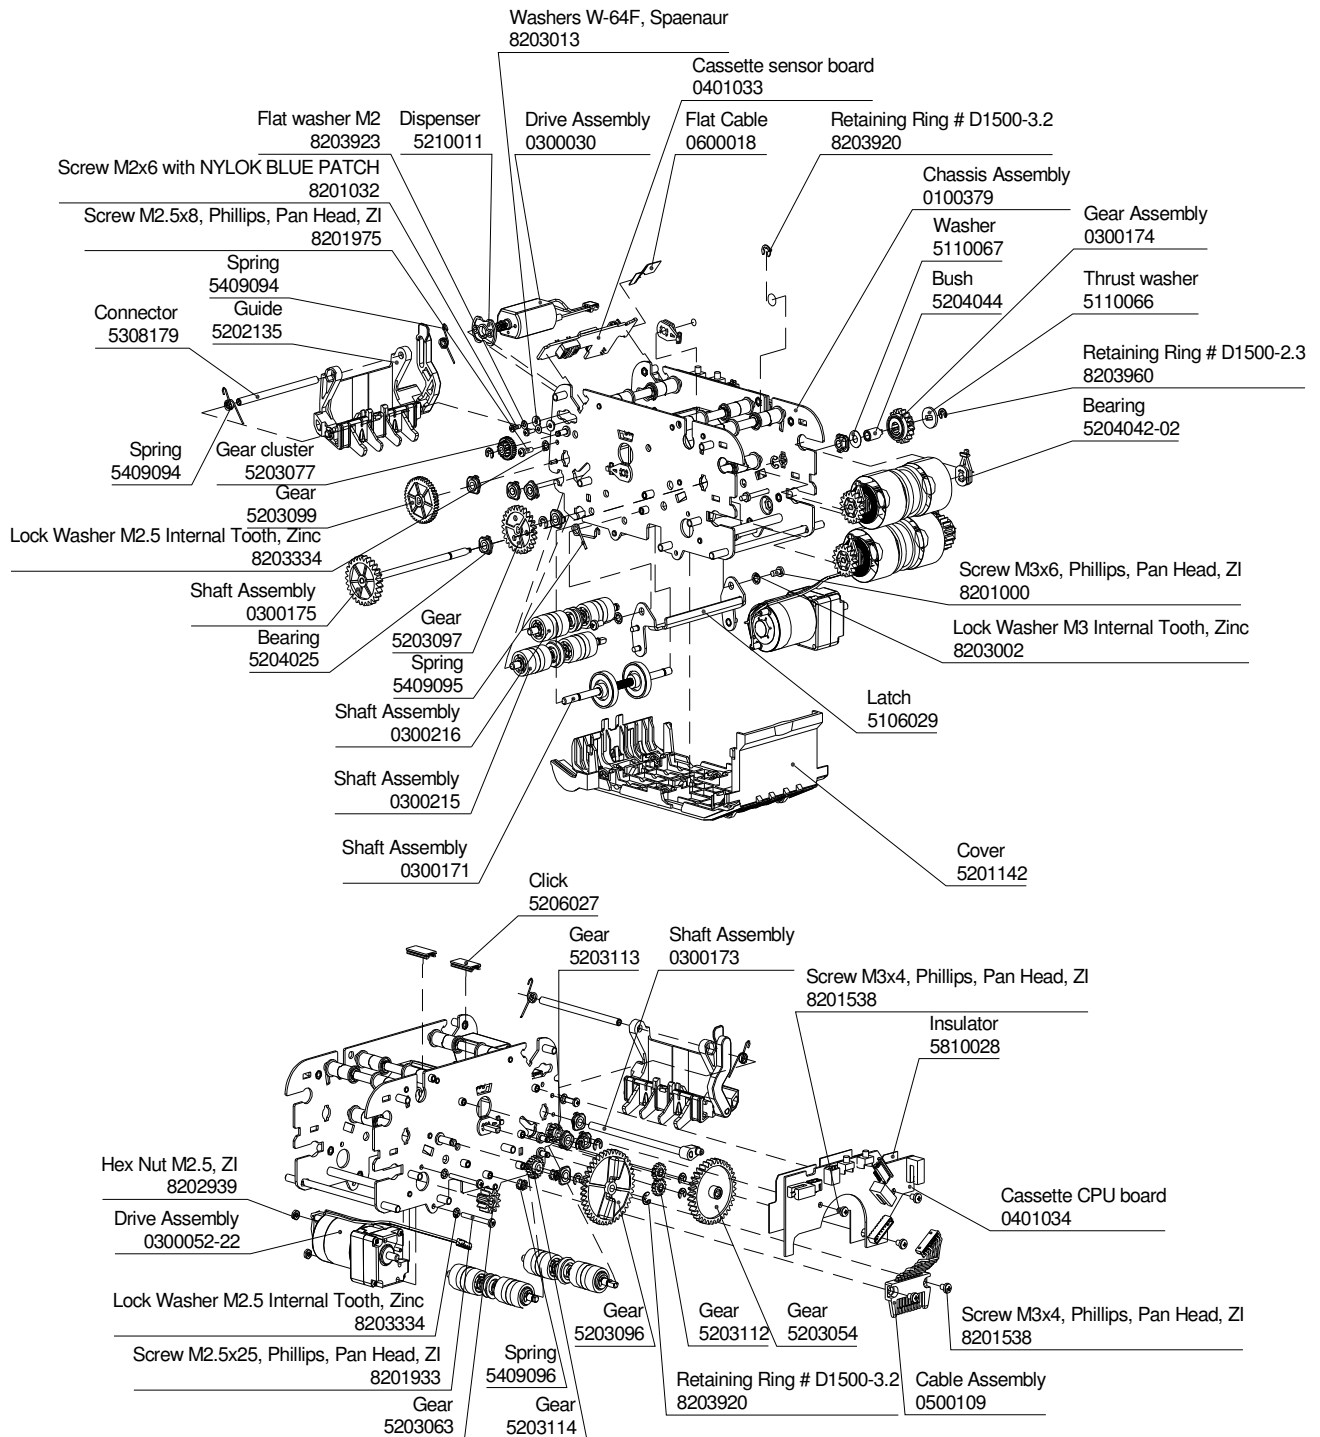 Washers W-64F, Spaenaur
8203013
Cassette sensor board
0401033
Flat washer M2
8203923
Dispenser
5210011
Drive Assembly
0300030
Flat Cable
0600018
Retaining Ring # D1500-3.2
8203920
Screw M2x6 with NYLOK BLUE PATCH
8201032
Chassis Assembly
0100379
Screw M2.5x8, Phillips, Pan Head, ZI
8201975
Gear Assembly
0300174
Washer
5110067
Spring
5409094
Bush
5204044
Thrust washer
5110066
Connector
5308179
Guide
5202135
Retaining Ring # D1500-2.3
8203960
Bearing
5204042-02
Spring
5409094
Gear cluster
5203077
Gear
5203099
Lock Washer M2.5 Internal Tooth, Zinc
8203334
Screw M3x6, Phillips, Pan Head, ZI
8201000
Shaft Assembly
0300175
Gear
5203097
Lock Washer M3 Internal Tooth, Zinc
8203002
Bearing
5204025
Spring
5409095
Latch
5106029
Shaft Assembly
0300216
Shaft Assembly
0300215
Shaft Assembly
0300171
Cover
5201142
Click
5206027
Gear
5203113
Shaft Assembly
0300173
Screw M3x4, Phillips, Pan Head, ZI
8201538
Insulator
5810028
Hex Nut M2.5, ZI
8202939
Cassette CPU board
0401034
Drive Assembly
0300052-22
Lock Washer M2.5 Internal Tooth, Zinc
8203334
Gear
5203096
Gear
5203112
Gear
5203054
Screw M3x4, Phillips, Pan Head, ZI
8201538
Screw M2.5x25, Phillips, Pan Head, ZI
8201933
Spring
5409096
Retaining Ring # D1500-3.2
8203920
Cable Assembly
0500109
Gear
5203063
Gear
5203114